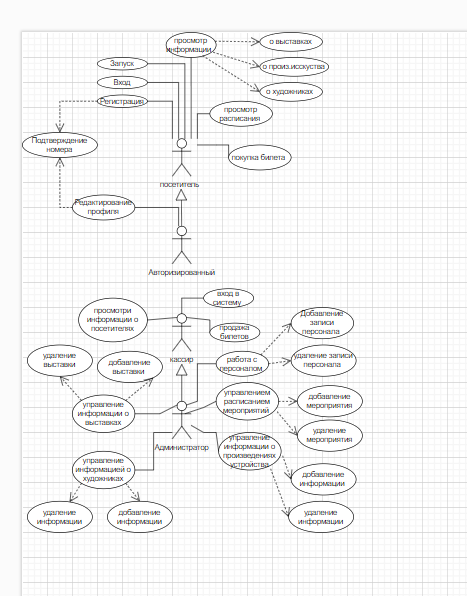 просмотр
информации
о выставках
Запуск
о произ.исскуства
Вход
о художниках
Регистрация
просмотр
расписания
Подтверждение
номера
покупка билета
посетитель
Редактирование
профиля
Авторизированный
вход в
систему
просмотри
информации о
посетителях
Добавление
записи
персонала
продажа
билетов
удаление
выставки
добавление
выставки
кассир
работа с
персоналом
удаление записи
персонала
управление
информации о
выставках
управлением
расписанием
мероприятий
добавление
мероприятия
удаление
мероприятия
Администратор
управление
информации о
произведениях
устройства
управление
информацией о
художниках
добавление
информации
удаление
информации
добавление
информации
удаление
информации